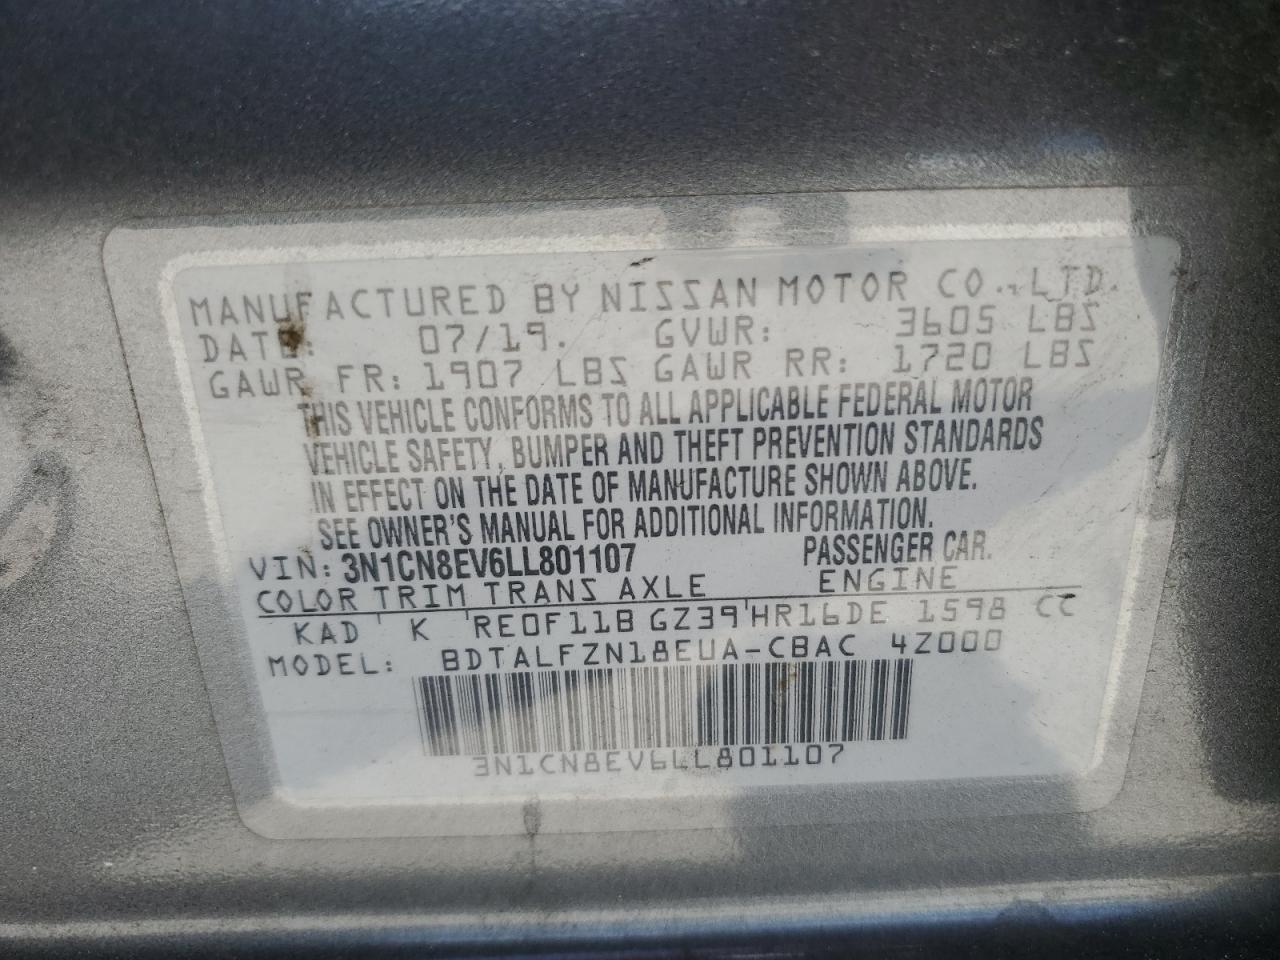 MANUFACTURED BY NISSAN MOTOR CO., LTD.
DATE: 07/19. GVWR: 3605 LBS
GAWR FR: 1907 LBS GAWR RR: 1720 LBS
THIS VEHICLE CONFORMS TO ALL APPLICABLE FEDERAL MOTOR
VEHICLE SAFETY, BUMPER AND THEFT PREVENTION STANDARDS
IN EFFECT ON THE DATE OF MANUFACTURE SHOWN ABOVE.
SEE OWNER'S MANUAL FOR ADDITIONAL INFORMATION.
VIN: 3N1CN8EV6LL801107 PASSENGER CAR.
COLOR TRIM TRANS AXLE ENGINE
KAD K RE0F11B GZ39 HR16DE 1598 CC
MODEL: BDTALFZN18EUA-CBAC 4Z000
3N1CN8EV6LL801107